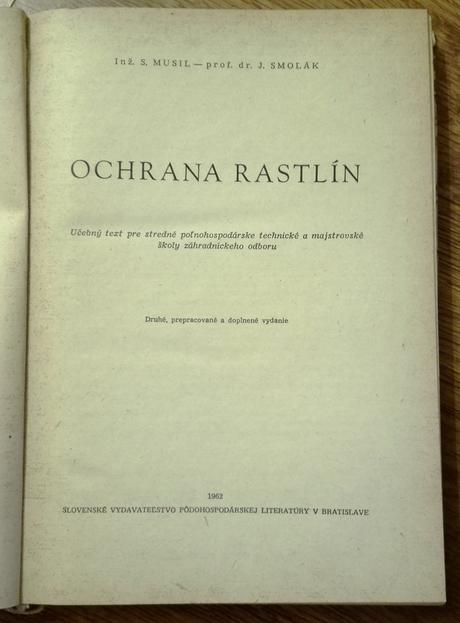 Inž. S. MUSIL — prof. dr. J. SMOLÁK
OCHRANA RASTLÍN
Učebný text pre stredné poľnohospodárske technické a majstrovské
školy záhradnickeho odboru
Druhé, prepracované a doplnené vydanie
1962
SLOVENSKÉ VYDAVATEĽSTVO PÔDOHOSPODÁRSKEJ LITERATÚRY V BRATISLAVE